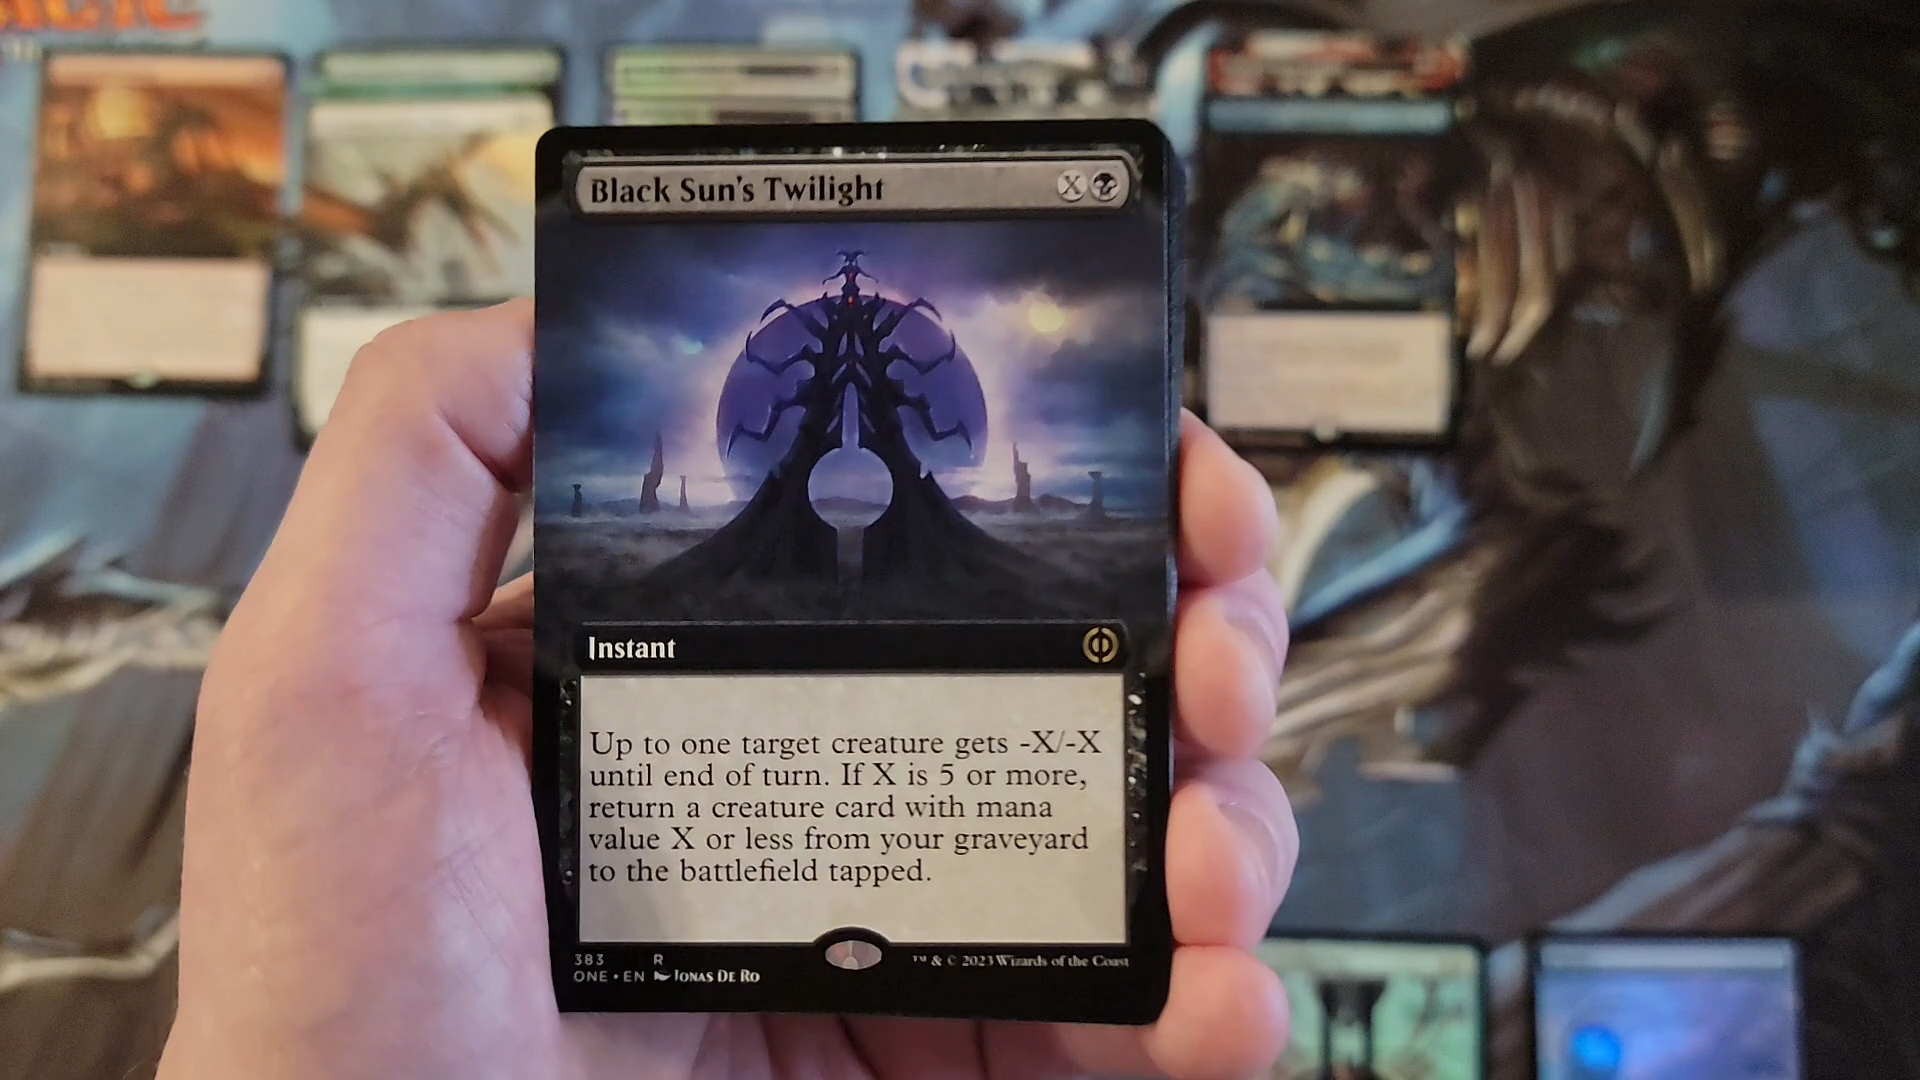 Black Sun's Twilight X
Instant
Up to one target creature gets -X/-X
until end of turn. If X is 5 or more,
return a creature card with mana
value X or less from your graveyard
to the battlefield tapped.
383 R
ONE • EN JONAS DE RO
™ & © 2023 Wizards of the Coast